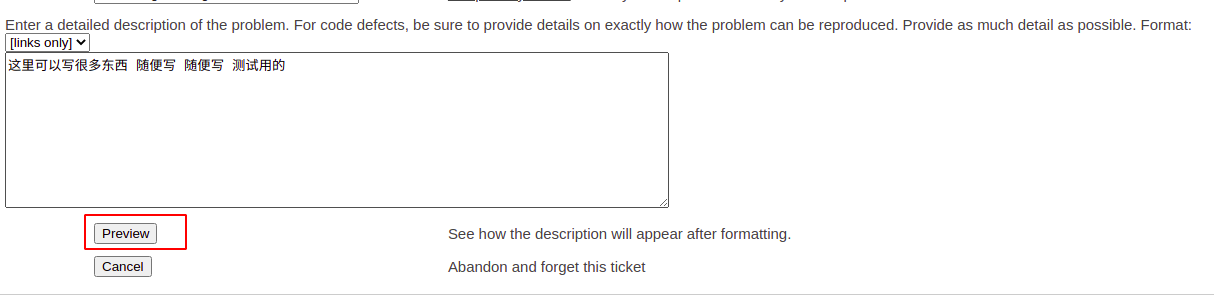 Enter a detailed description of the problem. For code defects, be sure to provide details on exactly how the problem can be reproduced. Provide as much detail as possible. Format:
[links only]
这里可以写很多东西 随便写 随便写 测试用的
Preview See how the description will appear after formatting.
Cancel Abandon and forget this ticket